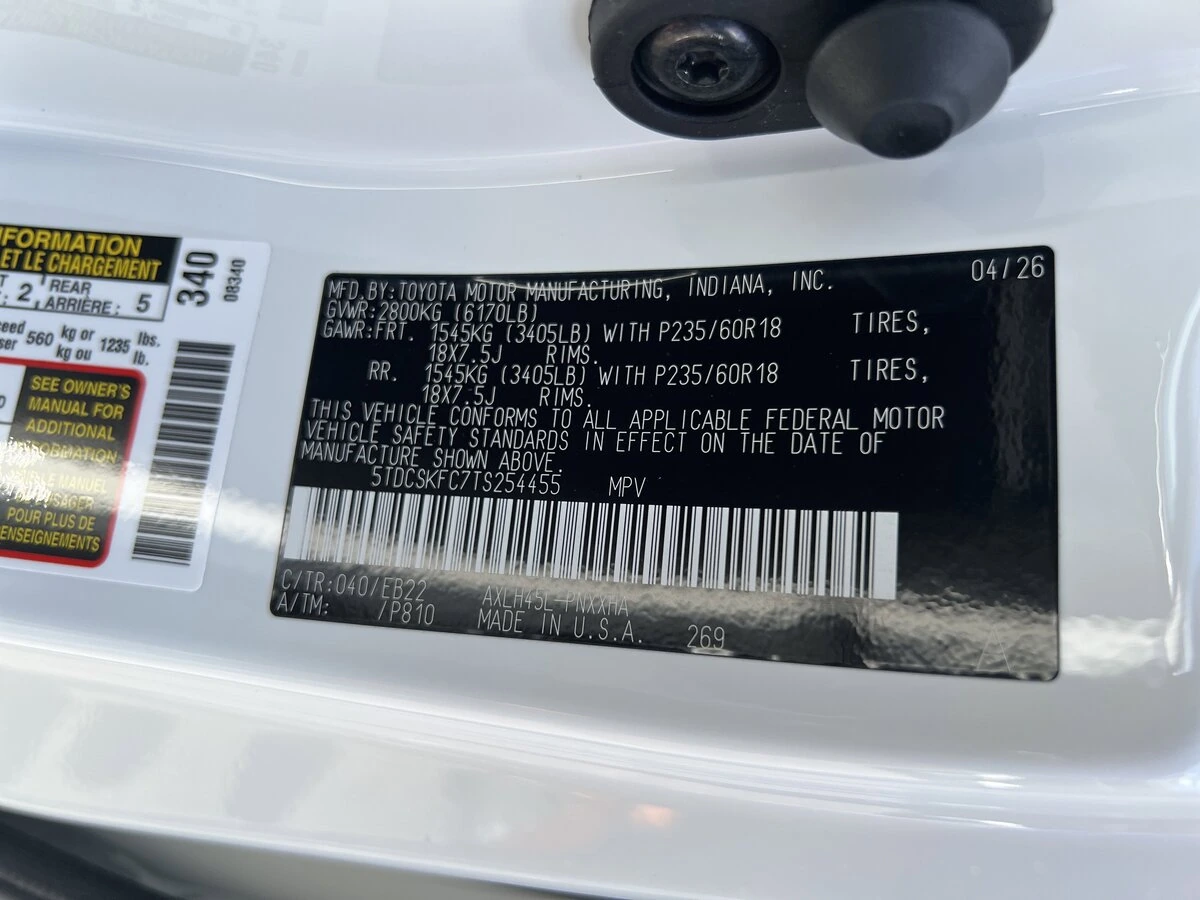 NFORMATION
ET LE CHARGEMENT
T 2 REAR
ARRIÈRE: 5
kg or lbs.
560 1235
kg ou lb.
340
08340
SEE OWNER'S
MANUAL FOR
ADDITIONAL
MANUEL
POUR PLUS DE
ENSEIGNEMENTS
MFD.BY:TOYOTA MOTOR MANUFACTURING, INDIANA, INC. 04/26
GVWR:2800KG (6170LB)
GAWR:FRT. 1545KG (3405LB) WITH P235/60R18 TIRES,
18X7.5J RIMS.
RR. 1545KG (3405LB) WITH P235/60R18 TIRES,
18X7.5J RIMS.
THIS VEHICLE CONFORMS TO ALL APPLICABLE FEDERAL MOTOR
VEHICLE SAFETY STANDARDS IN EFFECT ON THE DATE OF
MANUFACTURE SHOWN ABOVE.
5TDCSKFC7TS254455 MPV
C/TR:040/EB22 AXLH45L-PNXXHA
A/TM: /P810 MADE IN U.S.A. 269
A